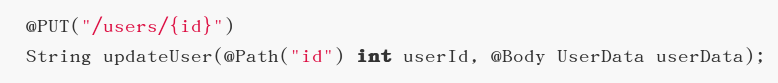 @PUT("/users/{id}")
String updateUser(@Path("id") int userId, @Body UserData userData);